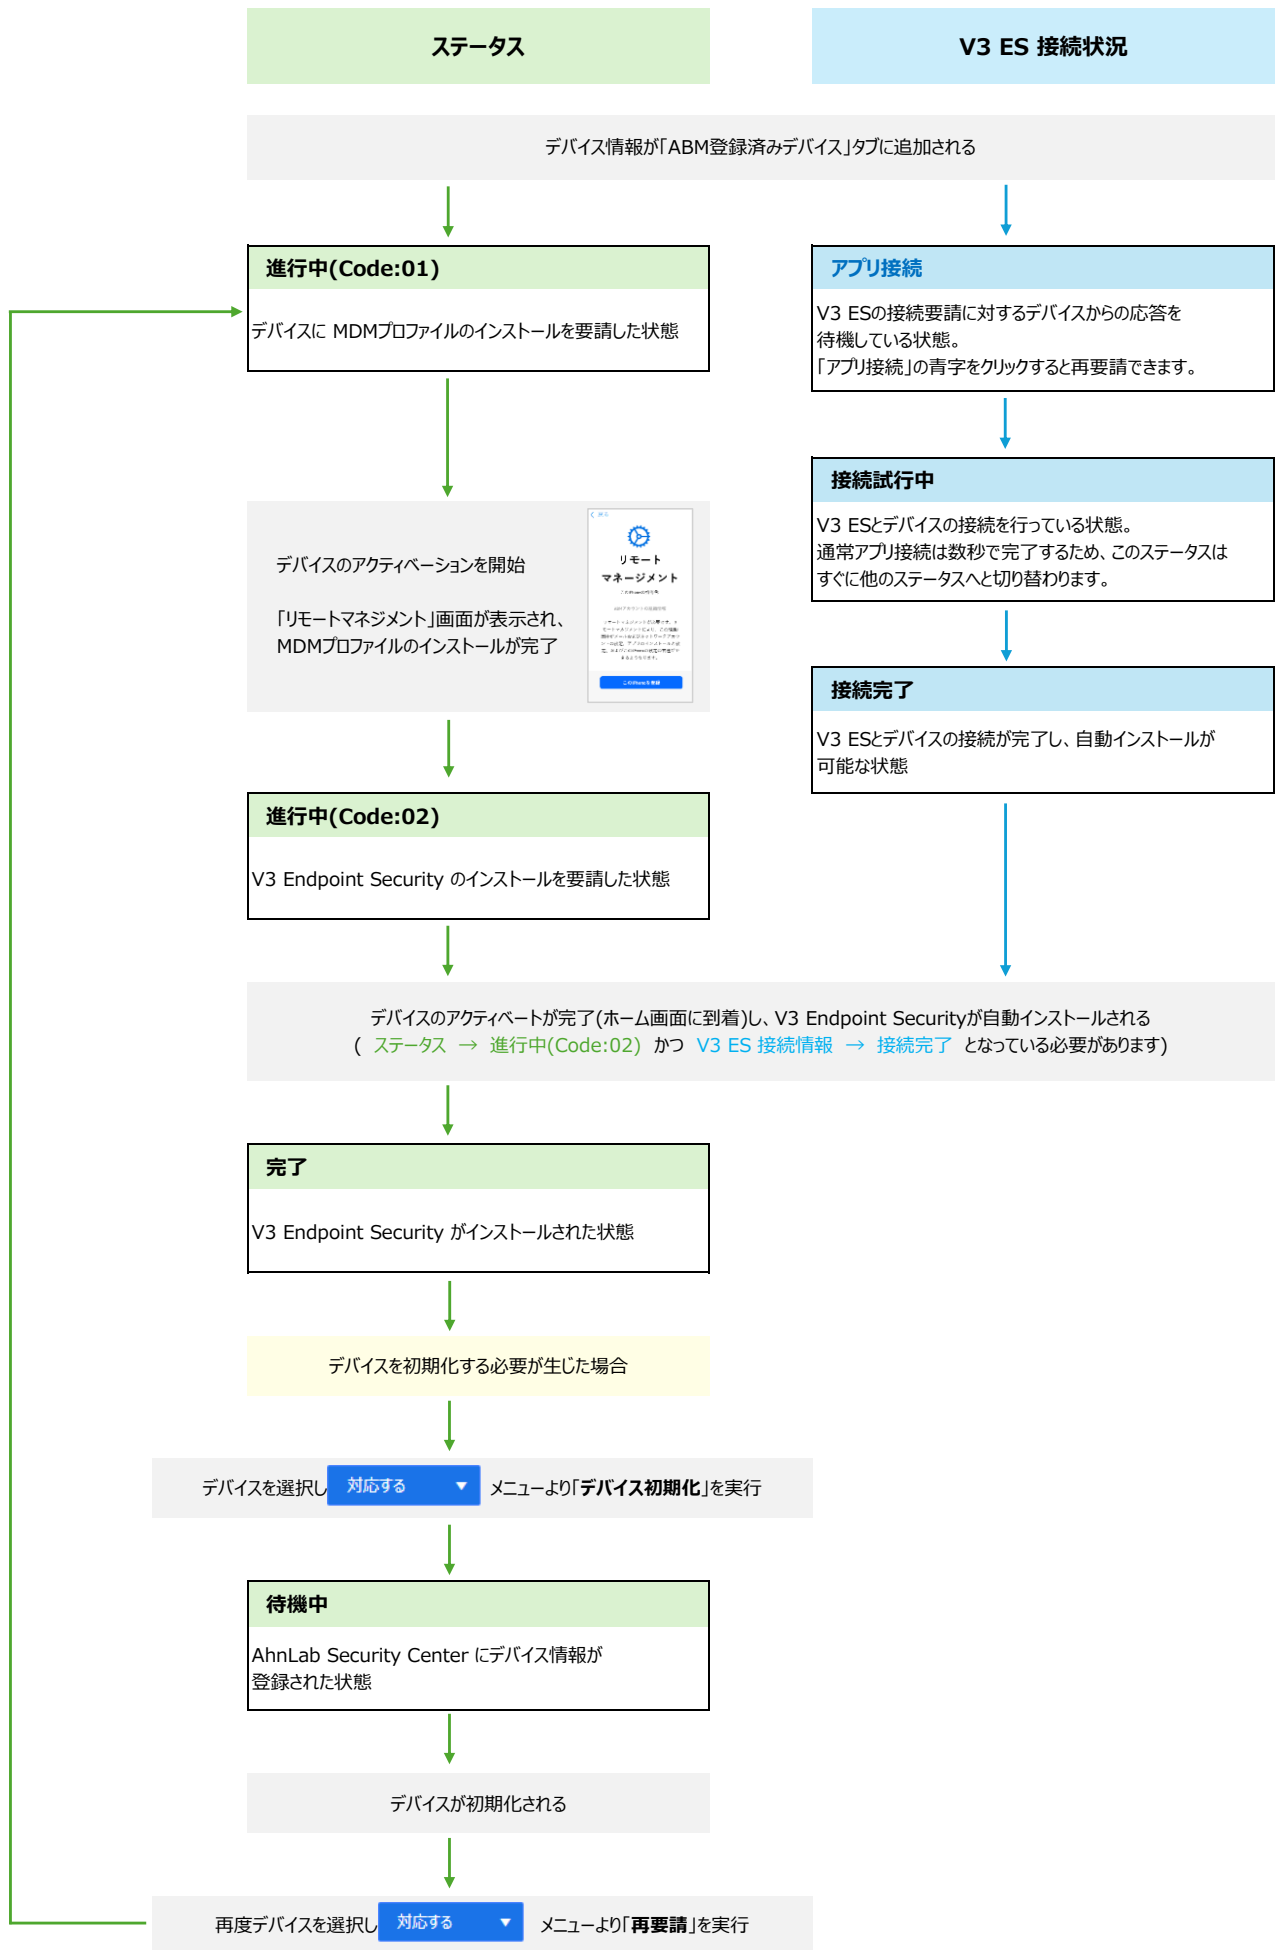 ステータス
V3 ES 接続状況
デバイス情報が「ABM登録済みデバイス」タブに追加される
進行中(Code:01)
デバイスに MDMプロファイルのインストールを要請した状態
アプリ接続
V3 ESの接続要請に対するデバイスからの応答を
待機している状態。
「アプリ接続」の青字をクリックすると再要請できます。
接続試行中
V3 ESとデバイスの接続を行っている状態。
通常アプリ接続は数秒で完了するため、このステータスは
すぐに他のステータスへと切り替わります。
デバイスのアクティベーションを開始
「リモートマネジメント」画面が表示され、
MDMプロファイルのインストールが完了
戻る
リモート
マネージメント
このiPhoneを登録
接続完了
V3 ESとデバイスの接続が完了し、自動インストールが
可能な状態
進行中(Code:02)
V3 Endpoint Security のインストールを要請した状態
デバイスのアクティベートが完了(ホーム画面に到着)し、V3 Endpoint Securityが自動インストールされる
( ステータス → 進行中(Code:02) かつ V3 ES 接続情報 → 接続完了 となっている必要があります)
完了
V3 Endpoint Security がインストールされた状態
デバイスを初期化する必要が生じた場合
デバイスを選択し 対応する ▼ メニューより「デバイス初期化」を実行
待機中
AhnLab Security Center にデバイス情報が
登録された状態
デバイスが初期化される
再度デバイスを選択し 対応する ▼ メニューより「再要請」を実行